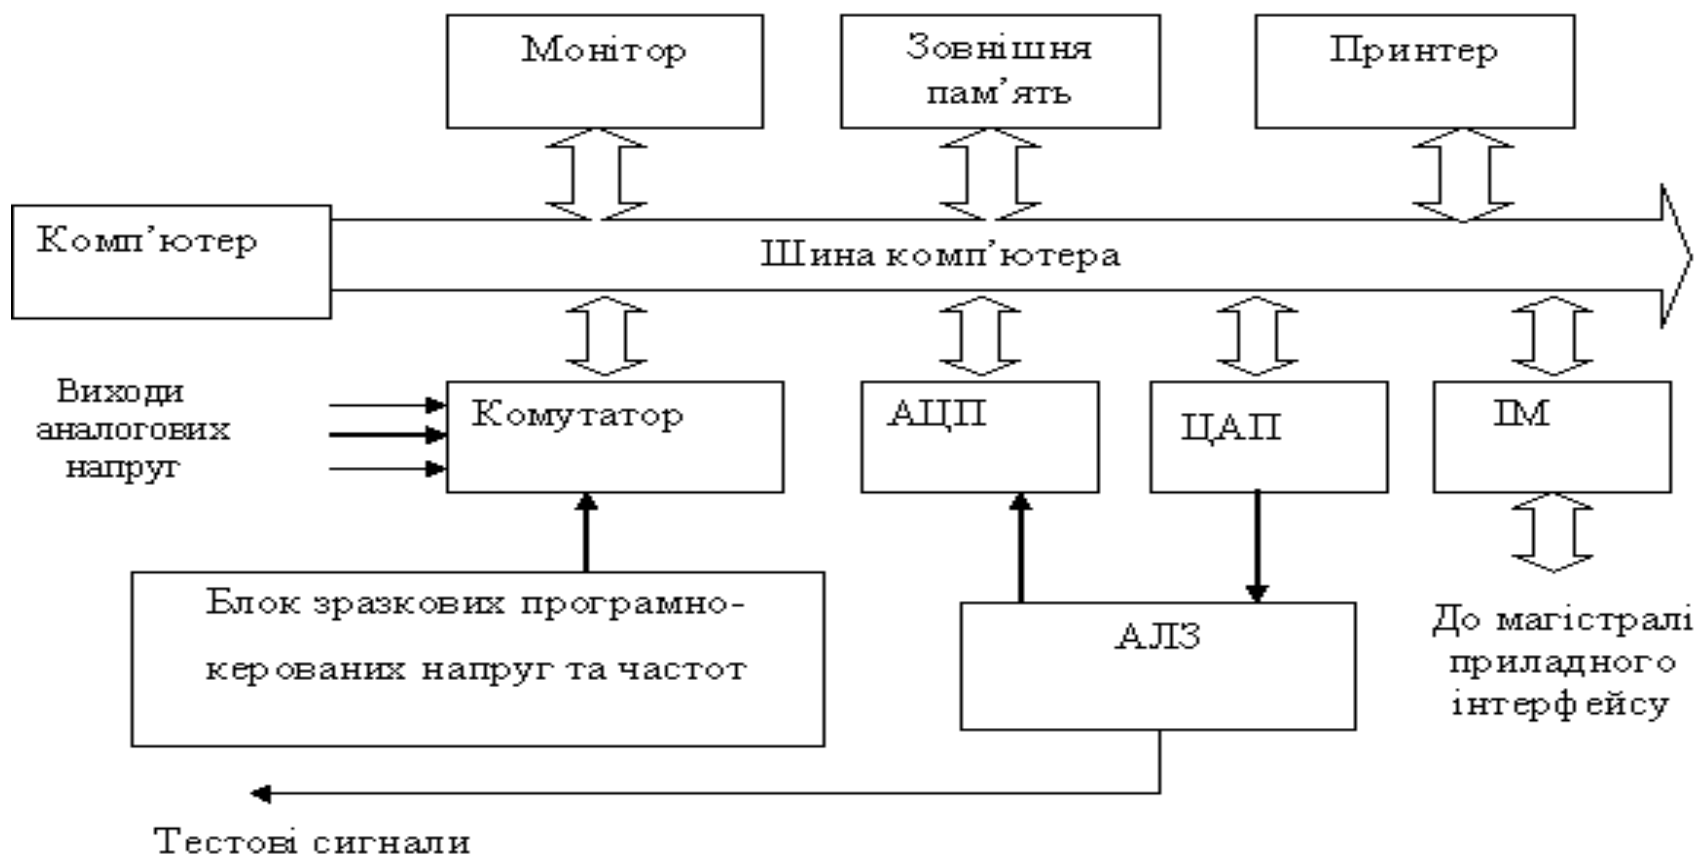 Монітор
Зовнішня
пам’ять
Принтер
Комп’ютер
Шина комп’ютера
Виходи
аналогових
напруг
Комутатор
АЦП
ЦАП
ІМ
Блок зразкових програмно-
керованих напруг та частот
АЛЗ
До магістралі
приладного
інтерфейсу
Тестові сигнали